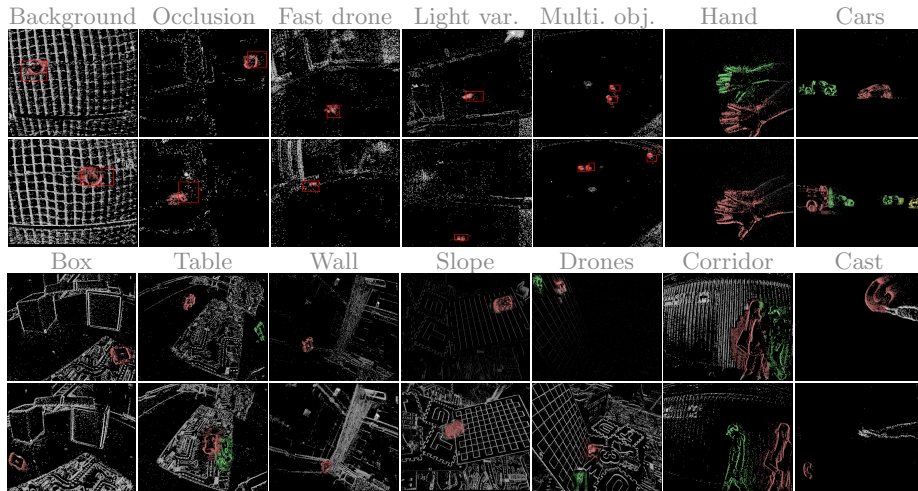 Background Occlusion Fast drone Light var. Multi. obj. Hand Cars
Box Table Wall Slope Drones Corridor Cast